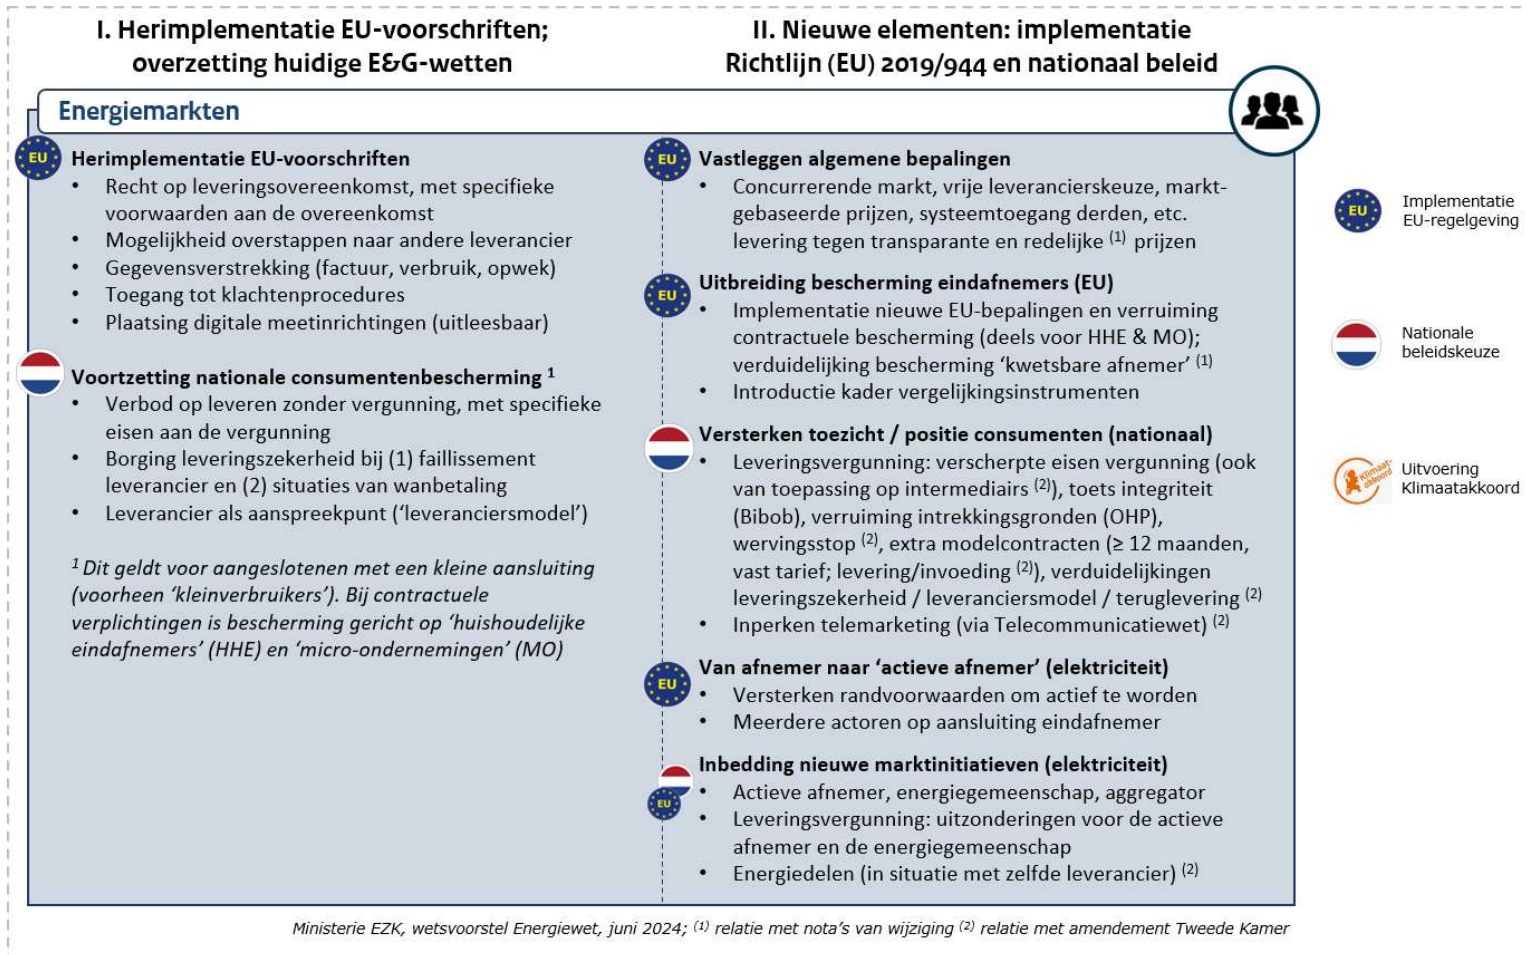 I. Herimplementatie EU-voorschriften;
overzetting huidige E&G-wetten
II. Nieuwe elementen: implementatie
Richtlijn (EU) 2019/944 en nationaal beleid
Energiemarkten
EU
Herimplementatie EU-voorschriften
• Recht op leveringsovereenkomst, met specifieke
voorwaarden aan de overeenkomst
• Mogelijkheid overstappen naar andere leverancier
• Gegevensverstrekking (factuur, verbruik, opwek)
• Toegang tot klachtenprocedures
• Plaatsing digitale meetinrichtingen (uitleesbaar)
Voortzetting nationale consumentenbescherming ¹
• Verbod op leveren zonder vergunning, met specifieke
eisen aan de vergunning
• Borging leveringszekerheid bij (1) faillissement
leverancier en (2) situaties van wanbetaling
• Leverancier als aanspreekpunt (‘leveranciersmodel’)
¹ Dit geldt voor aangeslotenen met een kleine aansluiting
(voorheen ‘kleinverbruikers’). Bij contractuele
verplichtingen is bescherming gericht op ‘huishoudelijke
eindafnemers’ (HHE) en ‘micro-ondernemingen’ (MO)
EU
Vastleggen algemene bepalingen
• Concurrerende markt, vrije leverancierskeuze, markt-
gebaseerde prijzen, systeemtoegang derden, etc.
levering tegen transparante en redelijke (1) prijzen
EU
Uitbreiding bescherming eindafnemers (EU)
• Implementatie nieuwe EU-bepalingen en verruiming
contractuele bescherming (deels voor HHE & MO);
verduidelijking bescherming ‘kwetsbare afnemer’ (1)
• Introductie kader vergelijkingsinstrumenten
Versterken toezicht / positie consumenten (nationaal)
• Leveringsvergunning: verscherpte eisen vergunning (ook
van toepassing op intermediairs (2)), toets integriteit
(Bibob), verruiming intrekkingsgronden (OHP),
wervingsstop (2), extra modelcontracten (≥ 12 maanden,
vast tarief; levering/invoeding (2)), verduidelijkingen
leveringszekerheid / leveranciersmodel / teruglevering (2)
• Inperken telemarketing (via Telecommunicatiewet) (2)
EU
Van afnemer naar ‘actieve afnemer’ (elektriciteit)
• Versterken randvoorwaarden om actief te worden
• Meerdere actoren op aansluiting eindafnemer
EU
Inbedding nieuwe marktinitiatieven (elektriciteit)
• Actieve afnemer, energiegemeenschap, aggregator
• Leveringsvergunning: uitzonderingen voor de actieve
afnemer en de energiegemeenschap
• Energiedelen (in situatie met zelfde leverancier) (2)
EU
Implementatie
EU-regelgeving
Nationale
beleidskeuze
Klimaat-
akkoord
Uitvoering
Klimaatakkoord
Ministerie EZK, wetsvoorstel Energiewet, juni 2024; (1) relatie met nota’s van wijziging (2) relatie met amendement Tweede Kamer